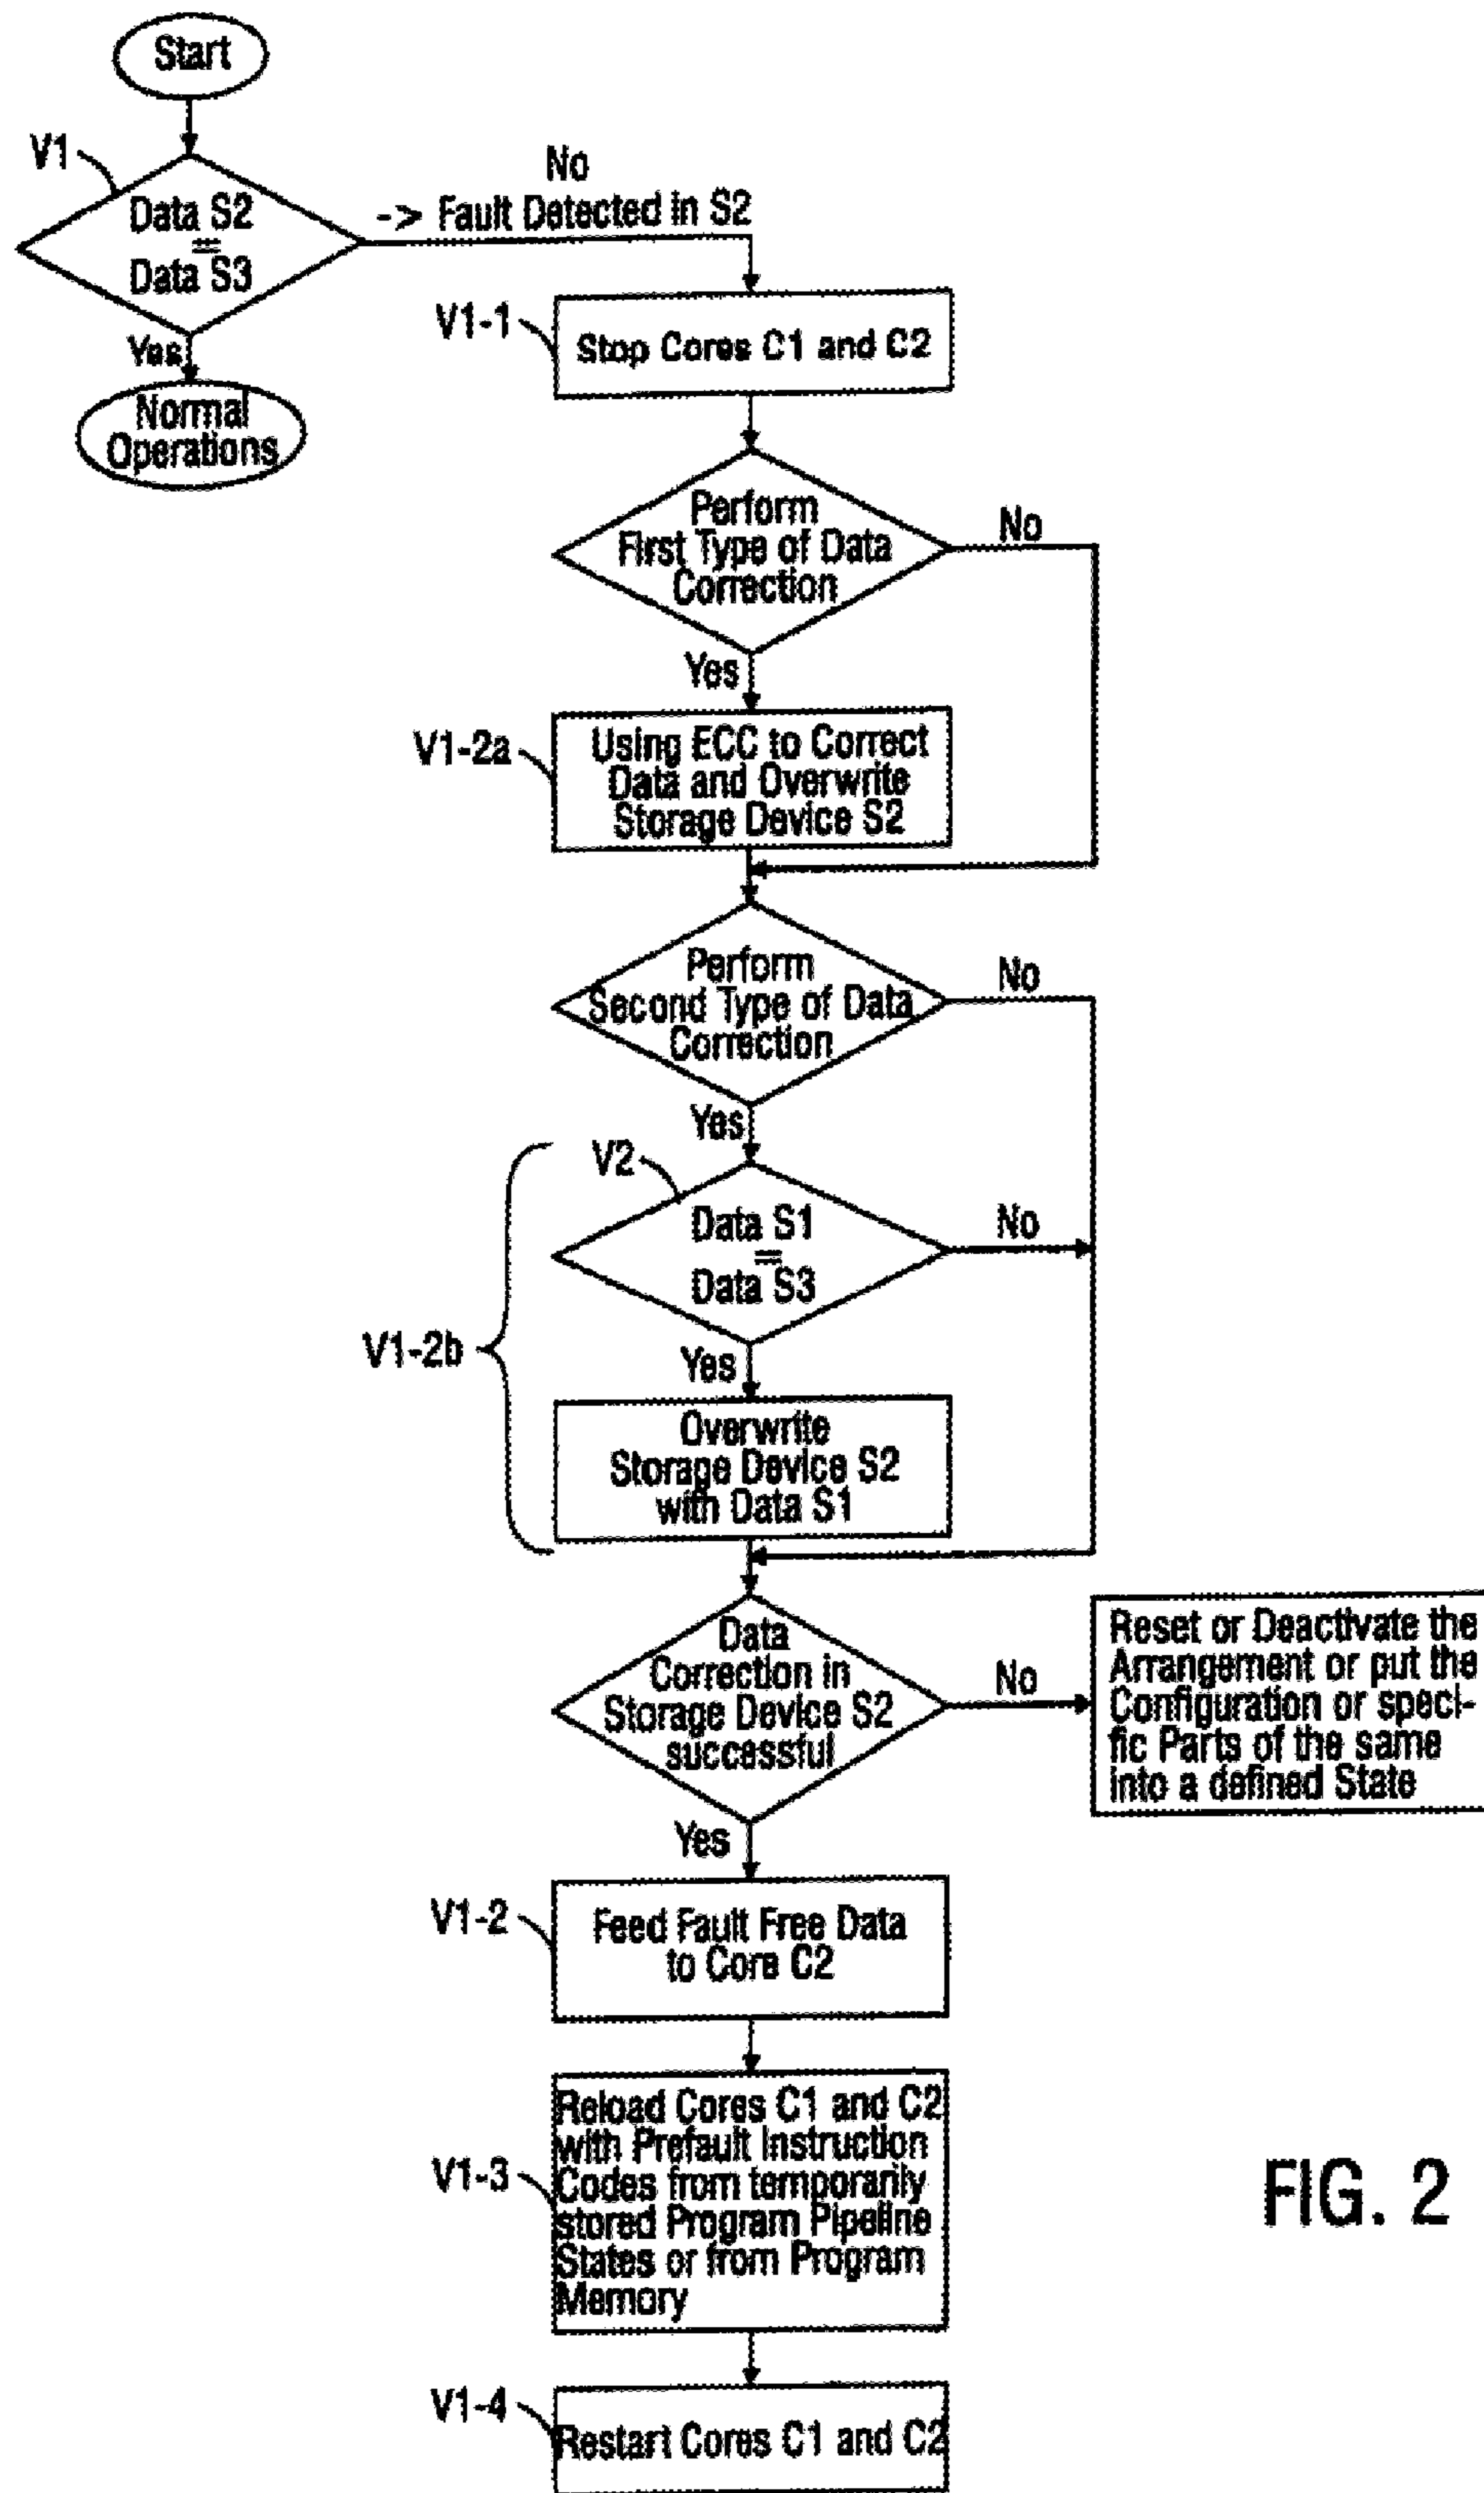 Start
V1
Data S2
=
Data S3
No
-> Fault Detected in S2
Yes
Normal
Operations
V1-1
Stop Cores C1 and C2
Perform
First Type of Data
Correction
No
Yes
V1-2a
Using ECC to Correct
Data and Overwrite
Storage Device S2
Perform
Second Type of Data
Correction
No
Yes
V2
Data S1
=
Data S3
No
V1-2b
Yes
Overwrite
Storage Device S2
with Data S1
Data
Correction in
Storage Device S2
successful
No
Reset or Deactivate the
Arrangement or put the
Configuration or speci-
fic Parts of the same
into a defined State
Yes
V1-2
Feed Fault Free Data
to Core C2
V1-3
Reload Cores C1 and C2
with Prefault Instruction
Codes from temporarily
stored Program Pipeline
States or from Program
Memory
V1-4
Restart Cores C1 and C2
FIG. 2